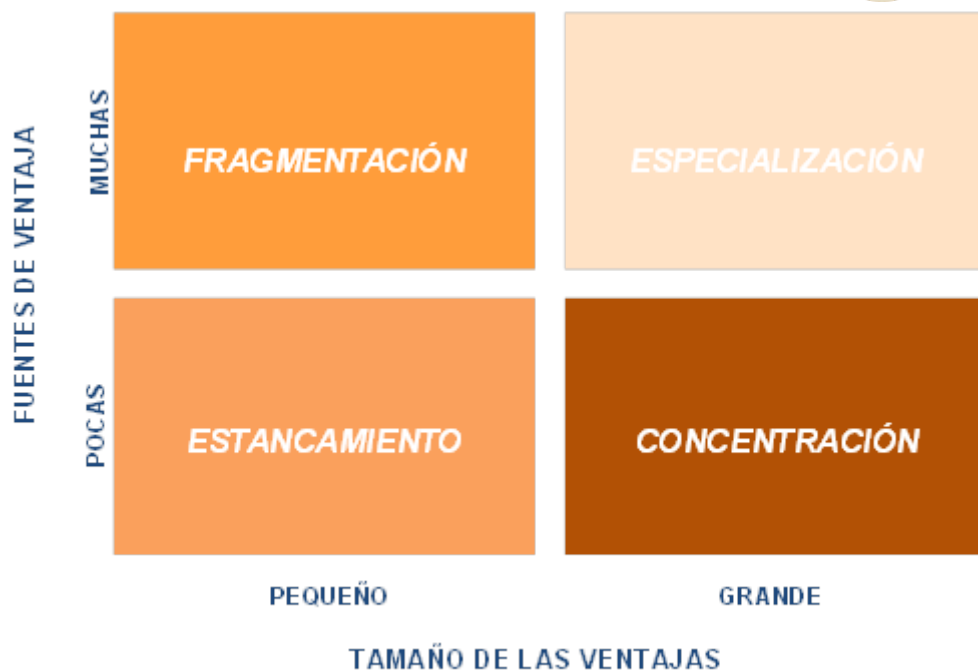 FUENTES DE VENTAJA
MUCHAS
FRAGMENTACIÓN
ESPECIALIZACIÓN
POCAS
ESTANCAMIENTO
CONCENTRACIÓN
PEQUEÑO
GRANDE
TAMAÑO DE LAS VENTAJAS